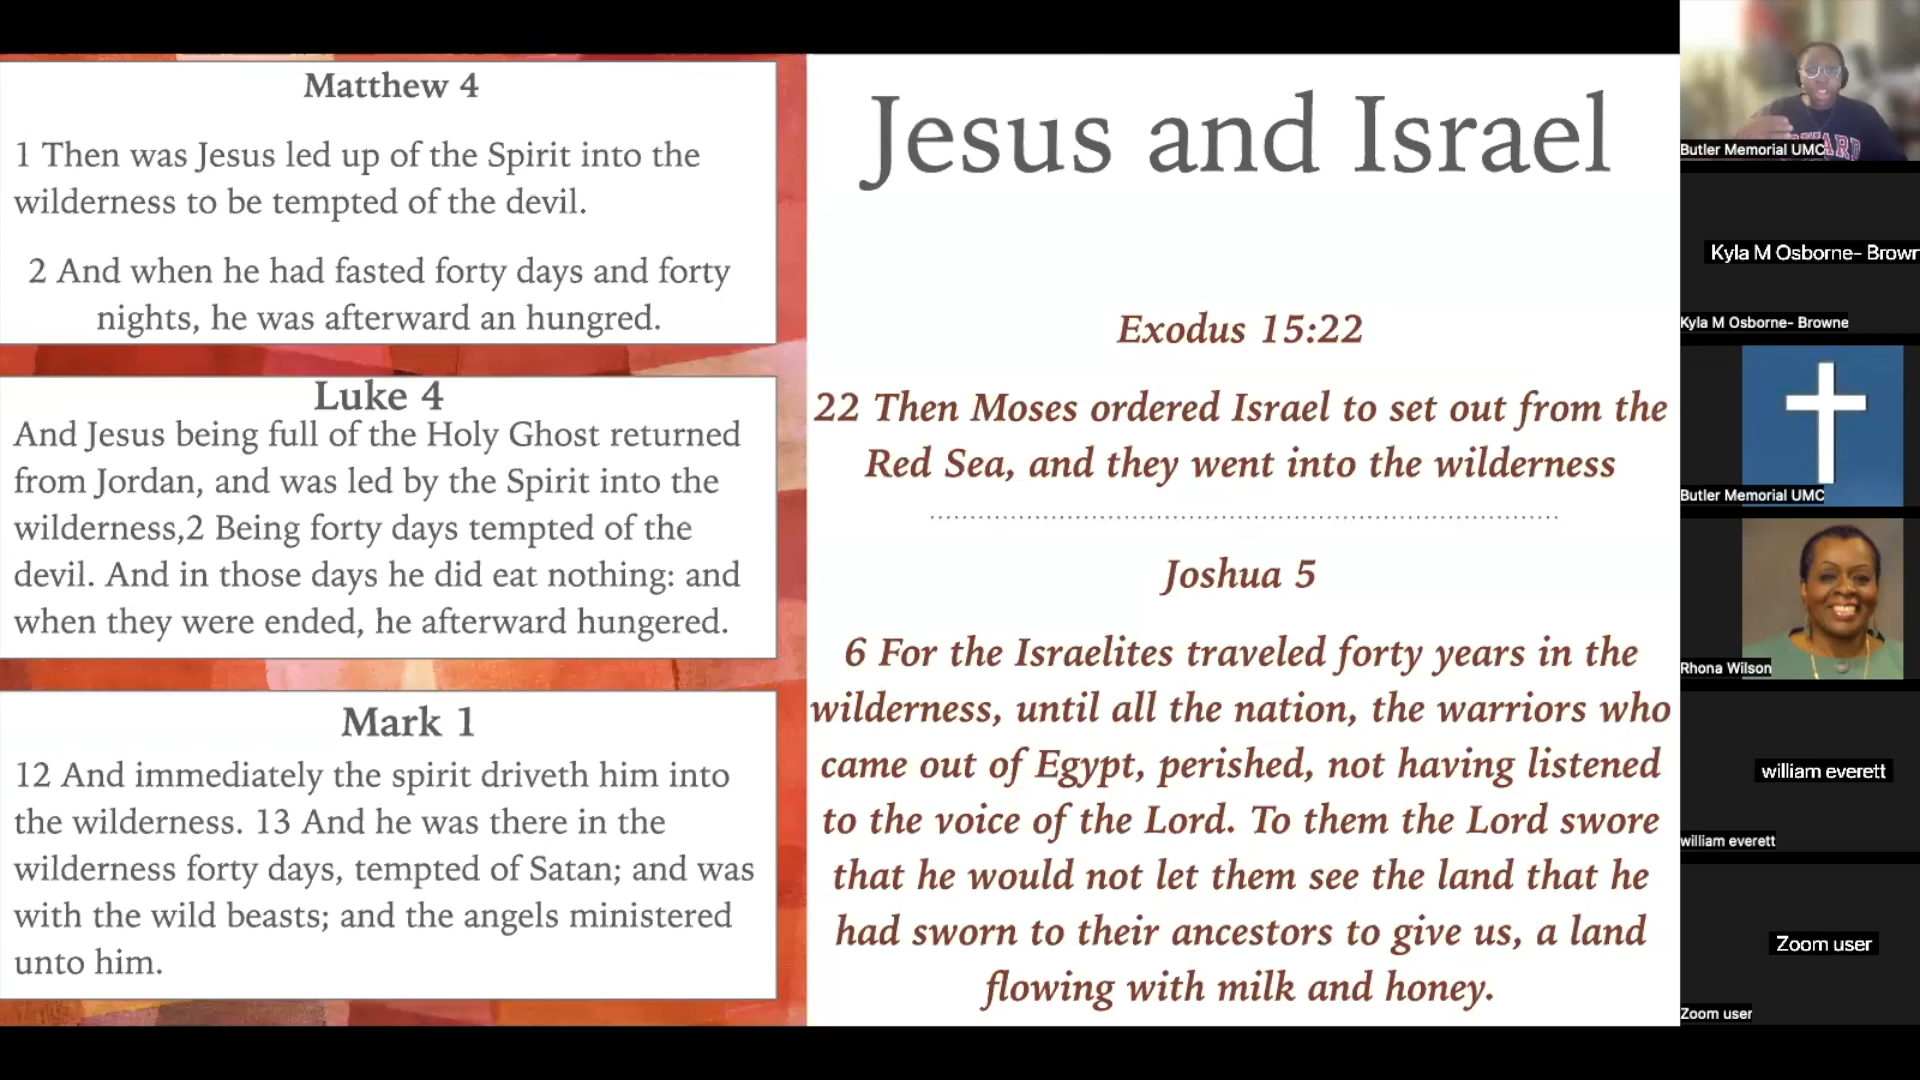 Matthew 4
1 Then was Jesus led up of the Spirit into the
wilderness to be tempted of the devil.
2 And when he had fasted forty days and forty
nights, he was afterward an hungred.
Luke 4
And Jesus being full of the Holy Ghost returned
from Jordan, and was led by the Spirit into the
wilderness,2 Being forty days tempted of the
devil. And in those days he did eat nothing: and
when they were ended, he afterward hungered.
Mark 1
12 And immediately the spirit driveth him into
the wilderness. 13 And he was there in the
wilderness forty days, tempted of Satan; and was
with the wild beasts; and the angels ministered
unto him.
Jesus and Israel
Exodus 15:22
22 Then Moses ordered Israel to set out from the
Red Sea, and they went into the wilderness
Joshua 5
6 For the Israelites traveled forty years in the
wilderness, until all the nation, the warriors who
came out of Egypt, perished, not having listened
to the voice of the Lord. To them the Lord swore
that he would not let them see the land that he
had sworn to their ancestors to give us, a land
flowing with milk and honey.
Butler Memorial UMC
Kyla M Osborne- Brown
Kyla M Osborne- Browne
Butler Memorial UMC
Rhona Wilson
william everett
william everett
Zoom user
Zoom user